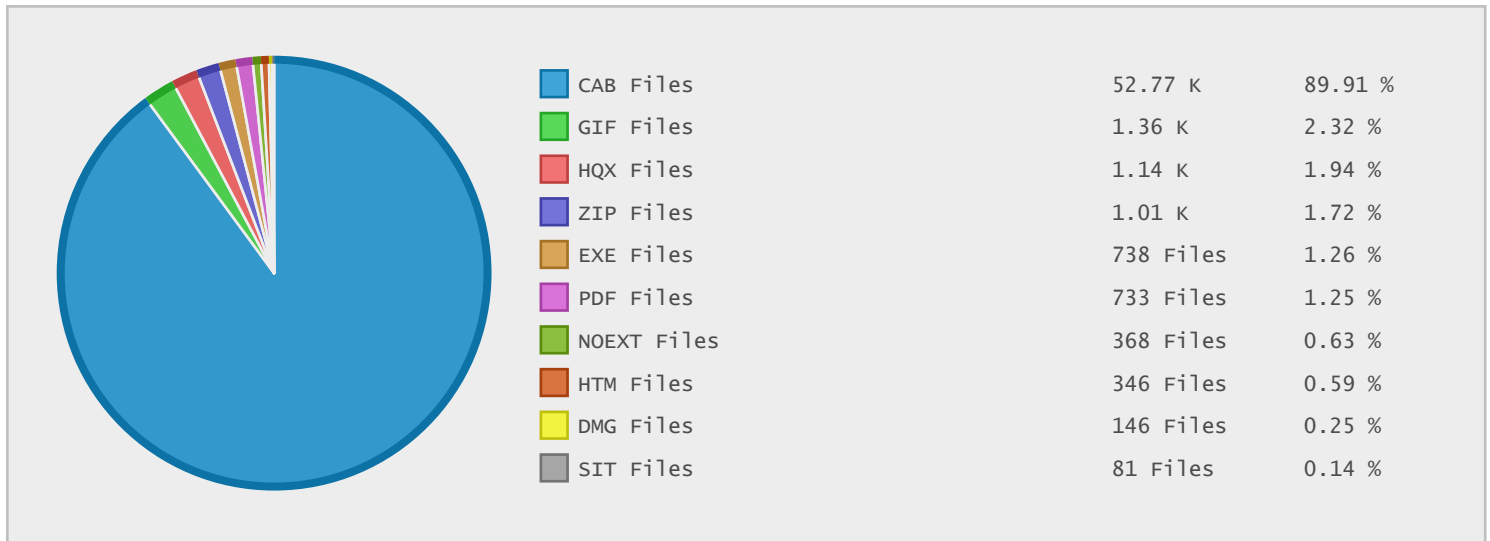 CAB Files 52.77 K 89.91 %
GIF Files 1.36 K 2.32 %
HQX Files 1.14 K 1.94 %
ZIP Files 1.01 K 1.72 %
EXE Files 738 Files 1.26 %
PDF Files 733 Files 1.25 %
NOEXT Files 368 Files 0.63 %
HTM Files 346 Files 0.59 %
DMG Files 146 Files 0.25 %
SIT Files 81 Files 0.14 %